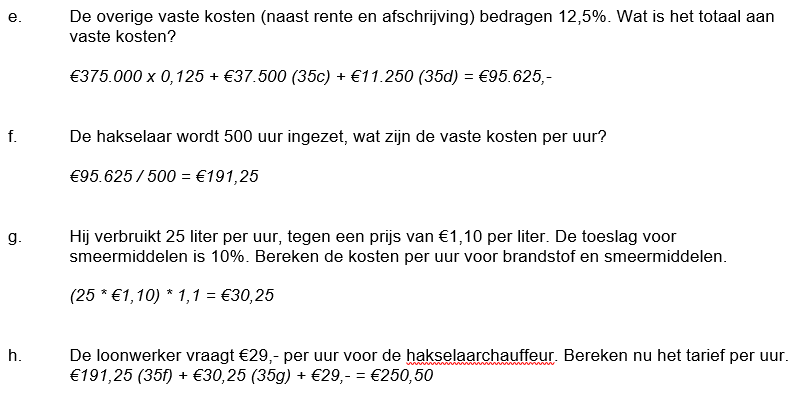 e. De overige vaste kosten (naast rente en afschrijving) bedragen 12,5%. Wat is het totaal aan
vaste kosten?
€375.000 x 0,125 + €37.500 (35c) + €11.250 (35d) = €95.625,-
f. De hakselaar wordt 500 uur ingezet, wat zijn de vaste kosten per uur?
€95.625 / 500 = €191,25
g. Hij verbruikt 25 liter per uur, tegen een prijs van €1,10 per liter. De toeslag voor
smeermiddelen is 10%. Bereken de kosten per uur voor brandstof en smeermiddelen.
(25 * €1,10) * 1,1 = €30,25
h. De loonwerker vraagt €29,- per uur voor de hakselaarchauffeur. Bereken nu het tarief per uur.
€191,25 (35f) + €30,25 (35g) + €29,- = €250,50